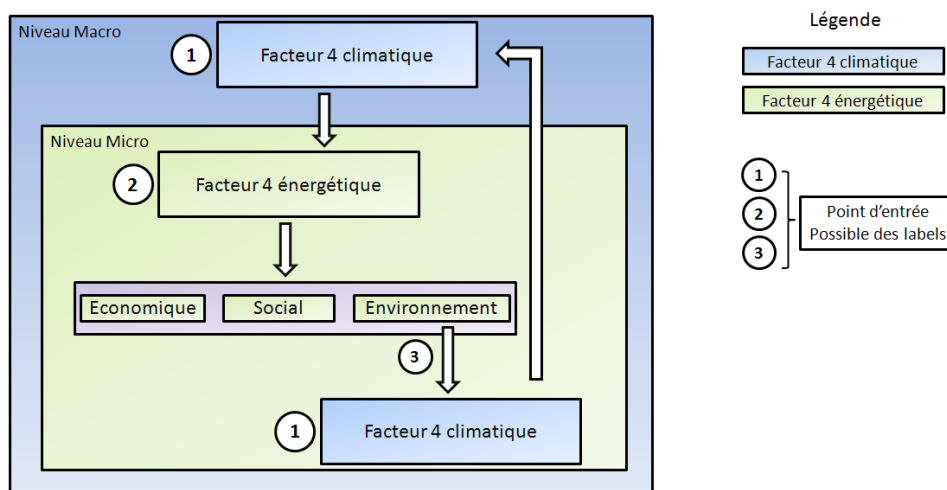 Niveau Macro
1
Facteur 4 climatique
Niveau Micro
2
Facteur 4 énergétique
Economique
Social
Environnement
3
1
Facteur 4 climatique
Légende
Facteur 4 climatique
Facteur 4 énergétique
1
2
3
Point d'entrée
Possible des labels